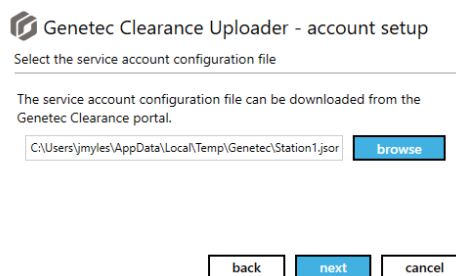 Genetec Clearance Uploader - account setup
Select the service account configuration file
The service account configuration file can be downloaded from the
Genetec Clearance portal.
C:\Users\jmyles\AppData\Local\Temp\Genetec\Station1.jsor
browse
back
next
cancel